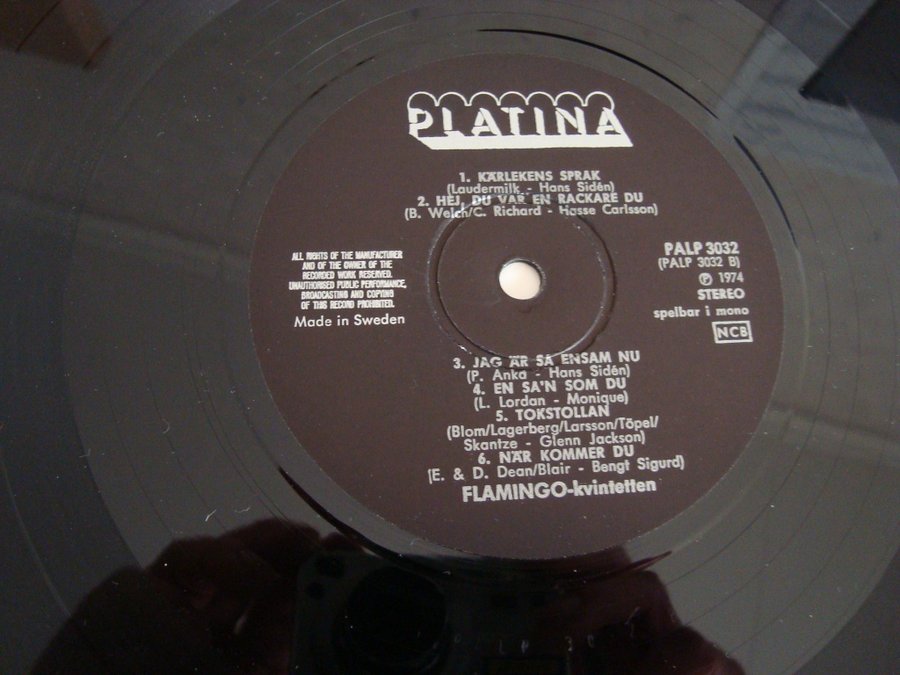 PLATINA
1. KÄRLEKENS SPRAK
(Laudermilk - Hans Sidén)
2. HEJ, DU VAR EN RACKARE DU
(B. Welch/C. Richard - Hasse Carlsson)
ALL RIGHTS OF THE MANUFACTURER
AND OF THE OWNER OF THE
RECORDED WORK RESERVED.
UNAUTHORISED PUBLIC PERFORMANCE,
BROADCASTING AND COPYING
OF THIS RECORD PROHIBITED.
Made in Sweden
PALP 3032
(PALP 3032 B)
℗ 1974
STEREO
spelbar i mono
NCB
3. JAG ÄR SÅ ENSAM NU
(P. Anka - Hans Sidén)
4. EN SA'N SOM DU
(L. Lordan - Monique)
5. TOKSTOLLAN
(Blom/Lagerberg/Larsson/Töpel/
Skantze - Glenn Jackson)
6. NÄR KOMMER DU
(E. & D. Dean/Blair - Bengt Sigurd)
FLAMINGO-kvintetten